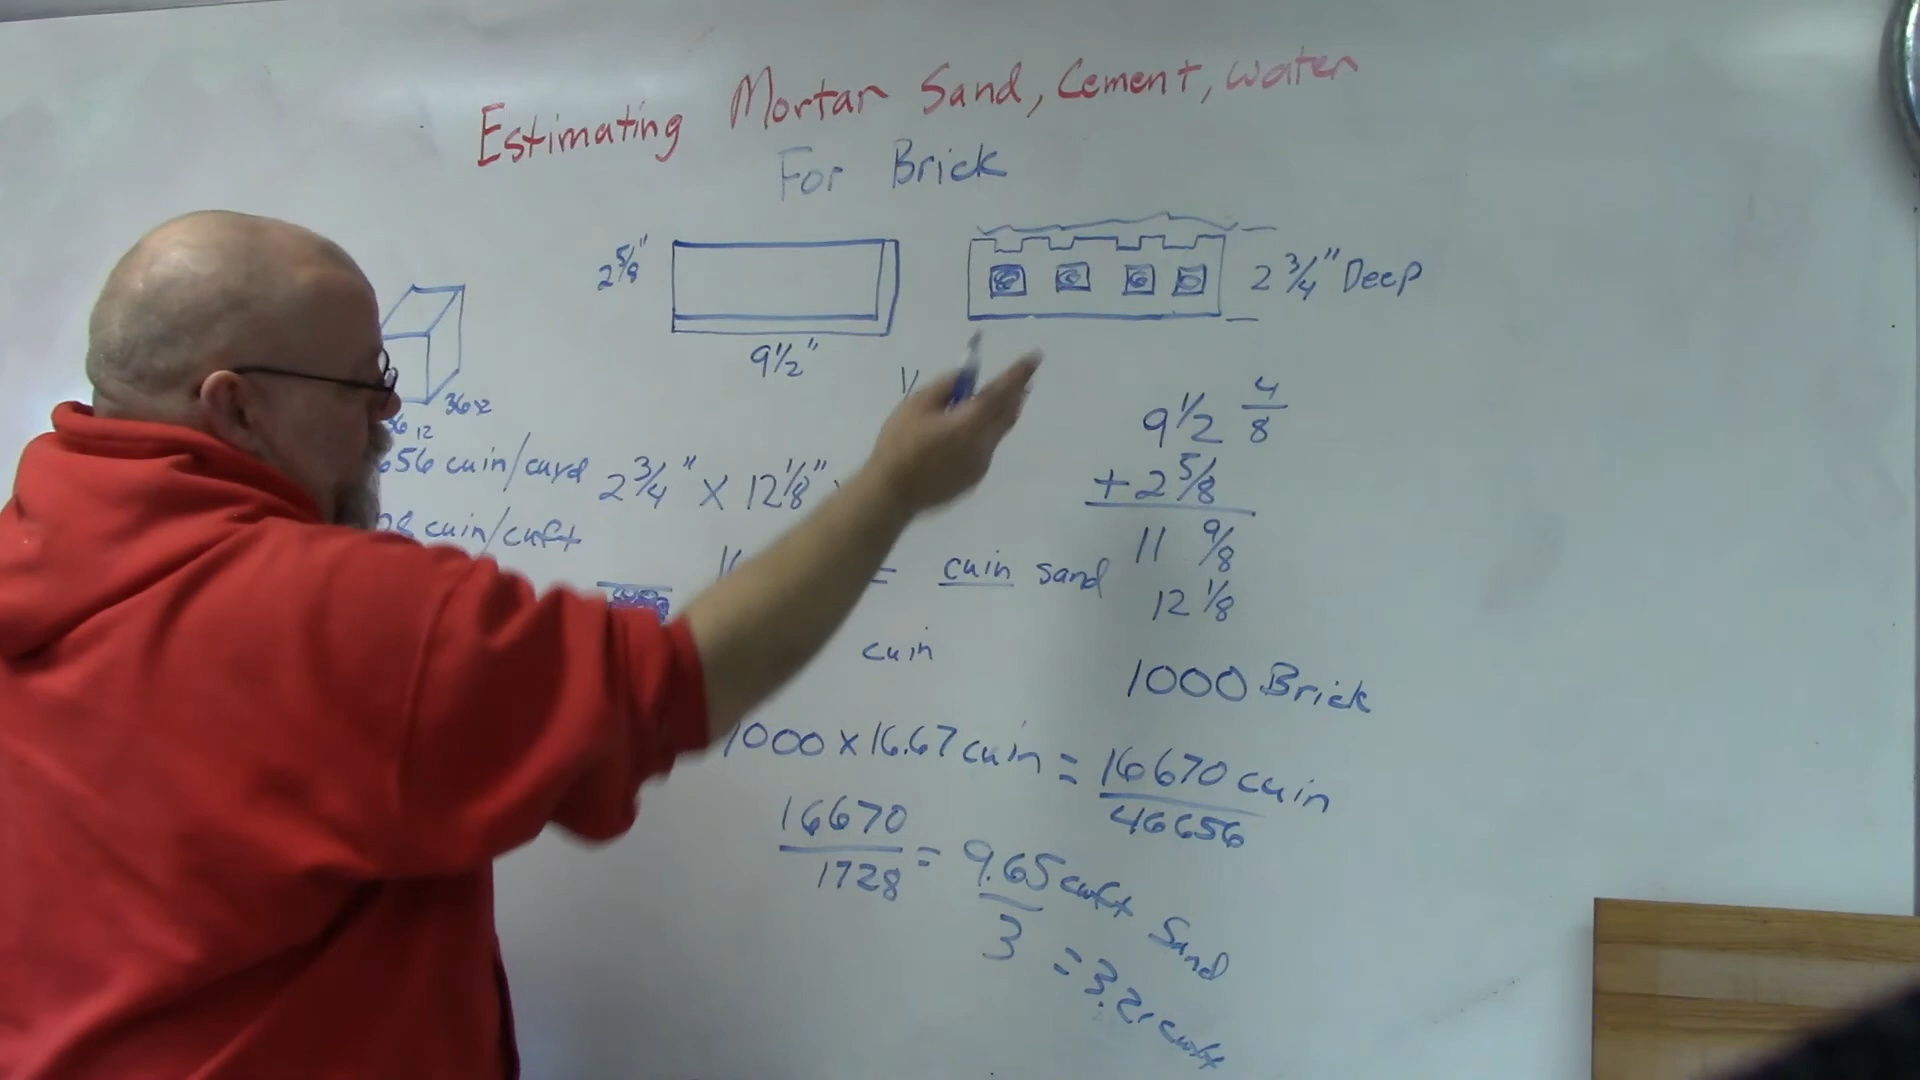 Estimating Mortar Sand, Cement, water
For Brick
2 5/8"
9 1/2"
2 3/4" Deep
36
12
656 cuin/cuyd
cuin/cuft
2 3/4" X 12 1/8"
= cuin sand
cuin
9 1/2 4/8
+ 2 5/8
11 9/8
12 1/8
1000 Brick
1000 x 16.67 cuin = 16670 cuin
46656
16670
1728
= 9.65 cuft Sand
3
= 3.21 cuft